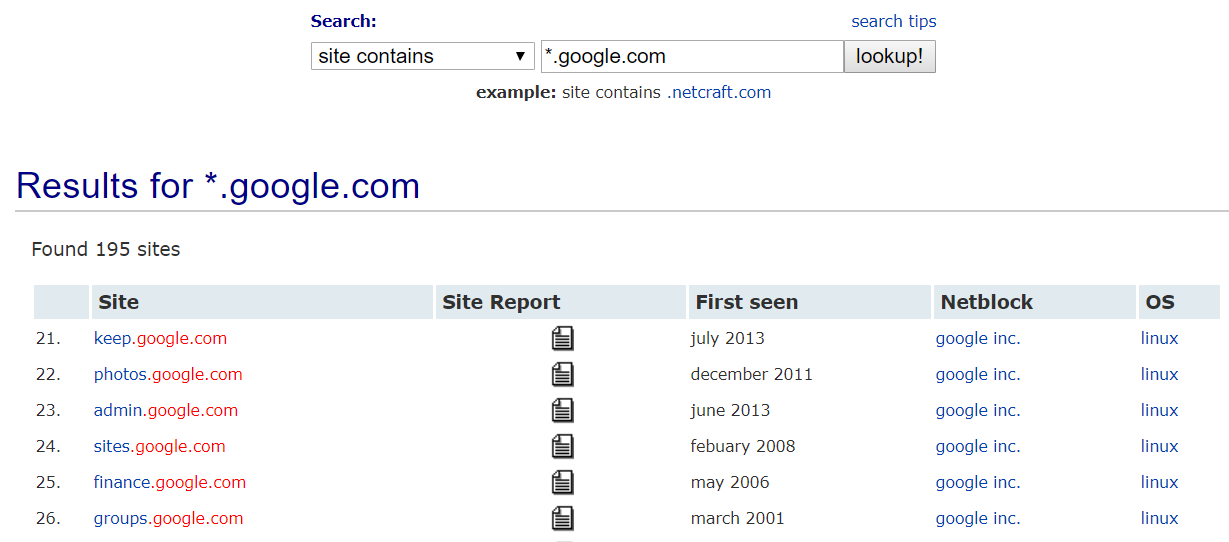 Search: search tips
site contains *.google.com lookup!
example: site contains .netcraft.com
Results for *.google.com
Found 195 sites
Site Site Report First seen Netblock OS
21. keep.google.com july 2013 google inc. linux
22. photos.google.com december 2011 google inc. linux
23. admin.google.com june 2013 google inc. linux
24. sites.google.com febuary 2008 google inc. linux
25. finance.google.com may 2006 google inc. linux
26. groups.google.com march 2001 google inc. linux